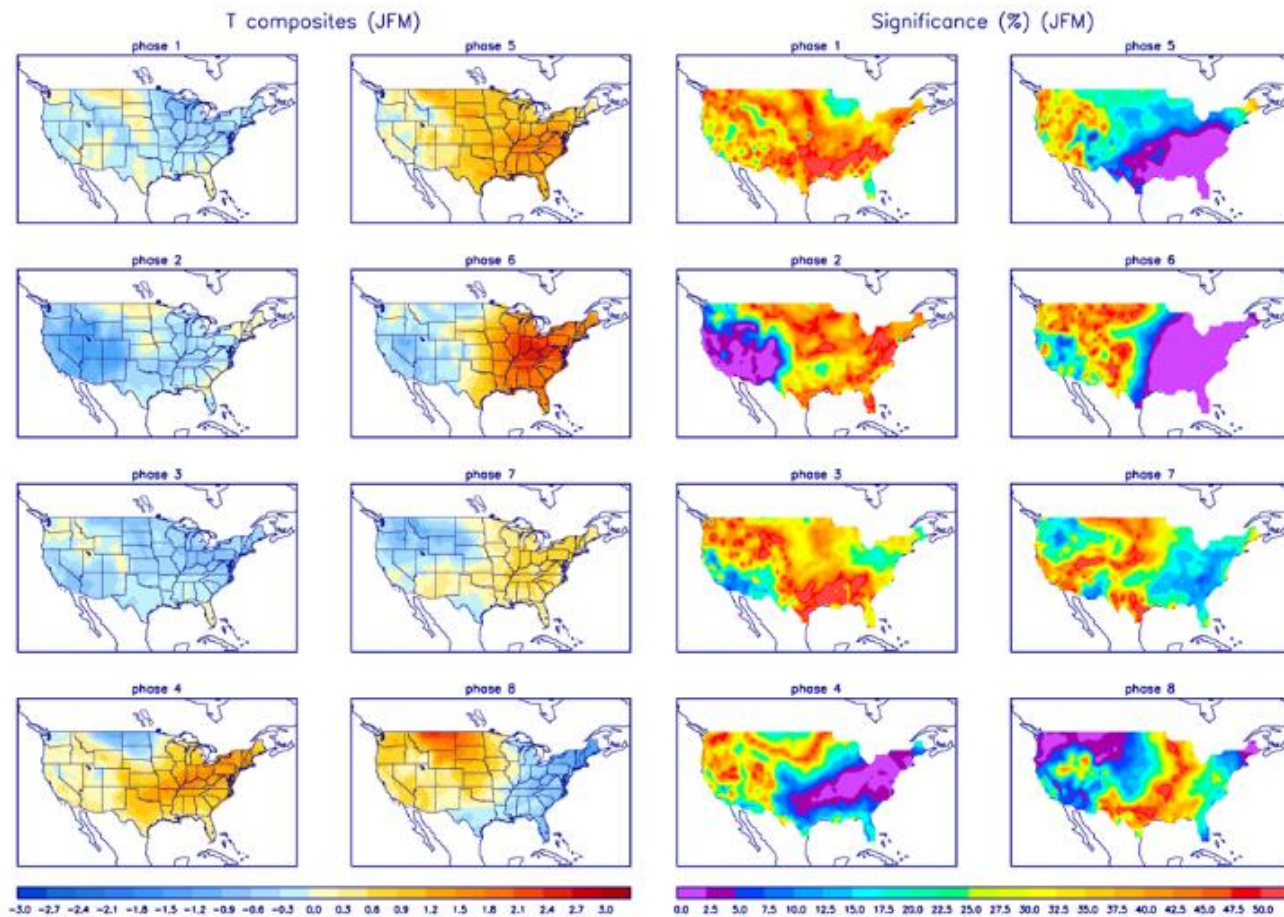 T composites (JFM) Significance (%) (JFM)
phase 1 phase 5 phase 1 phase 5
phase 2 phase 6 phase 2 phase 6
phase 3 phase 7 phase 3 phase 7
phase 4 phase 8 phase 4 phase 8
-3.0 -2.7 -2.4 -2.1 -1.8 -1.5 -1.2 -0.9 -0.6 -0.3 0.0 0.3 0.6 0.9 1.2 1.5 1.8 2.1 2.4 2.7 3.0 0.0 2.5 5.0 7.5 10.0 12.5 15.0 17.5 20.0 22.5 25.0 27.5 30.0 32.5 35.0 37.5 40.0 42.5 45.0 47.5 50.0